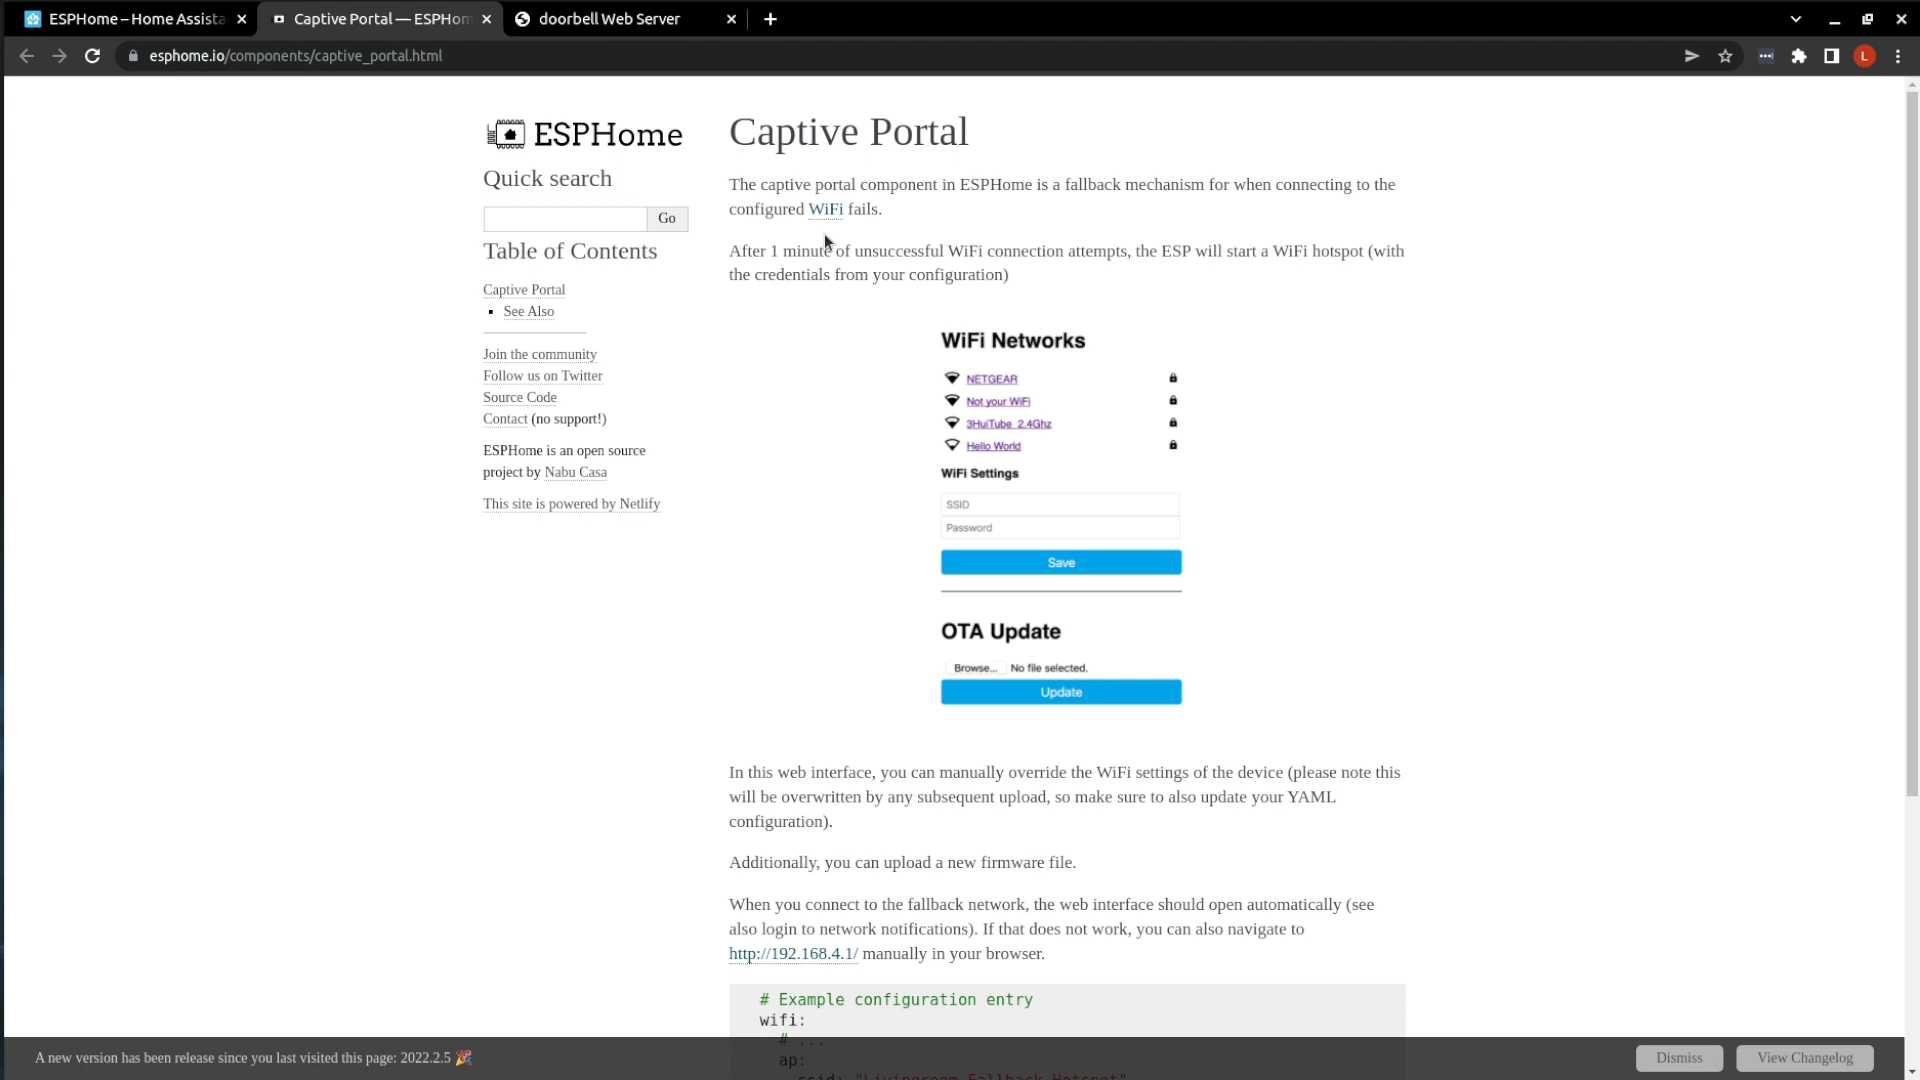 ESPHome – Home Assista
Captive Portal — ESPHom
doorbell Web Server
esphome.io/components/captive_portal.html
L
ESPHome
Quick search
Go
Table of Contents
Captive Portal
See Also
Join the community
Follow us on Twitter
Source Code
Contact (no support!)
ESPHome is an open source
project by Nabu Casa
This site is powered by Netlify
Captive Portal
The captive portal component in ESPHome is a fallback mechanism for when connecting to the
configured WiFi fails.
After 1 minute of unsuccessful WiFi connection attempts, the ESP will start a WiFi hotspot (with
the credentials from your configuration)
WiFi Networks
NETGEAR
Not your WiFi
3HuiTube_2.4Ghz
Hello World
WiFi Settings
SSID
Password
Save
OTA Update
Browse... No file selected.
Update
In this web interface, you can manually override the WiFi settings of the device (please note this
will be overwritten by any subsequent upload, so make sure to also update your YAML
configuration).
Additionally, you can upload a new firmware file.
When you connect to the fallback network, the web interface should open automatically (see
also login to network notifications). If that does not work, you can also navigate to
http://192.168.4.1/ manually in your browser.
# Example configuration entry
wifi:
# ...
ap:
ssid: "Livingroom Fallback Hotspot"
A new version has been release since you last visited this page: 2022.2.5 🎉
Dismiss
View Changelog